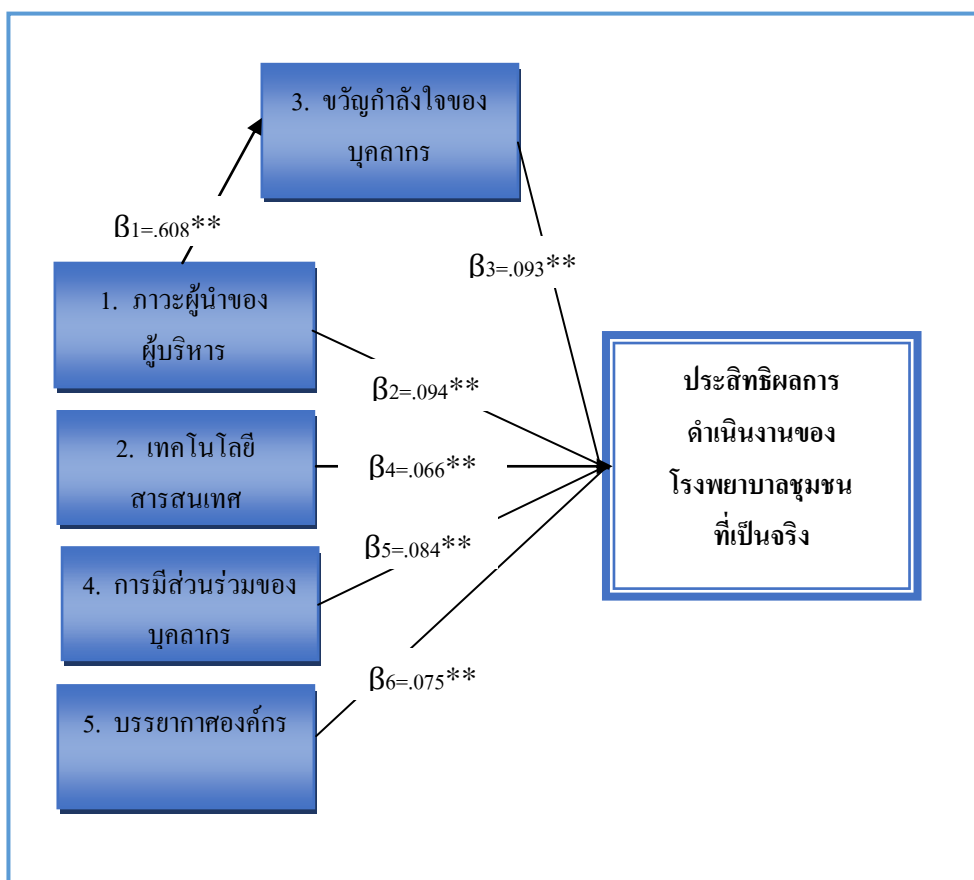 3. ขวัญกำลังใจของ
บุคลากร
ß1=.608**
ß3=.093**
1. ภาวะผู้นำของ
ผู้บริหาร
ß2=.094**
ประสิทธิผลการ
ดำเนินงานของ
โรงพยาบาลชุมชน
ที่เป็นจริง
2. เทคโนโลยี
สารสนเทศ
ß4=.066**
ß5=.084**
4. การมีส่วนร่วมของ
บุคลากร
ß6=.075**
5. บรรยากาศองค์กร